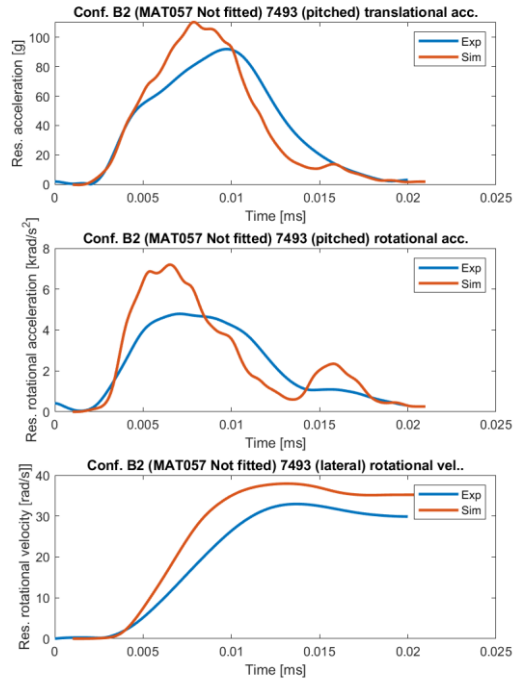 Conf. B2 (MAT057 Not fitted) 7493 (pitched) translational acc.
Res. acceleration [g]
100
80
60
40
20
0
Exp
Sim
0 0.005 0.01 0.015 0.02 0.025
Time [ms]
Conf. B2 (MAT057 Not fitted) 7493 (pitched) rotational acc.
Res. rotational acceleration [krad/s²]
8
6
4
2
0
Exp
Sim
0 0.005 0.01 0.015 0.02 0.025
Time [ms]
Conf. B2 (MAT057 Not fitted) 7493 (lateral) rotational vel..
Res. rotational velocity [rad/s]]
40
30
20
10
0
Exp
Sim
0 0.005 0.01 0.015 0.02 0.025
Time [ms]